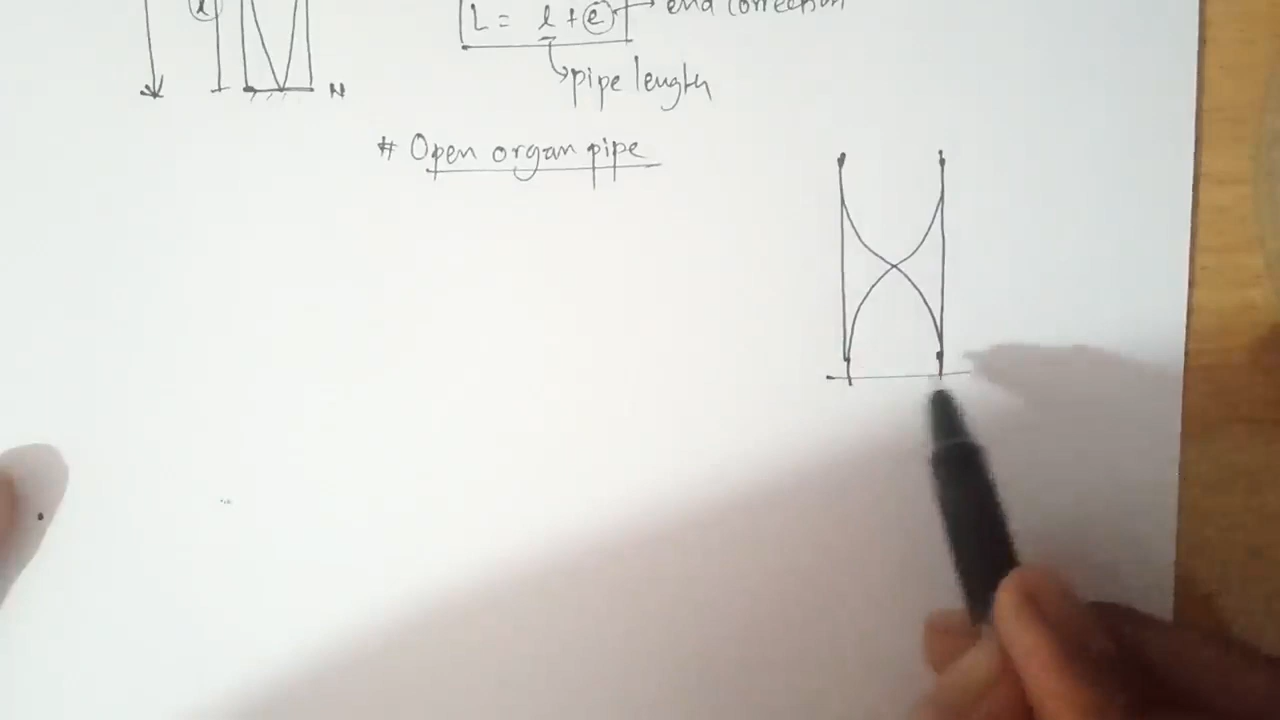 L = l + e → end correction
l
pipe length
N
# Open organ pipe